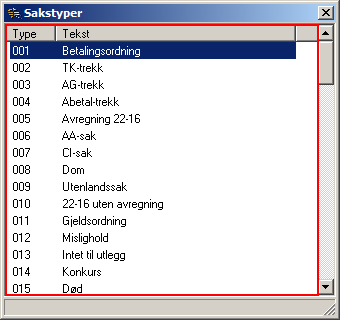 Sakstyper
Type Tekst
001 Betalingsordning
002 TK-trekk
003 AG-trekk
004 Abetal-trekk
005 Avregning 22-16
006 AA-sak
007 CI-sak
008 Dom
009 Utenlandssak
010 22-16 uten avregning
011 Gjeldsordning
012 Mislighold
013 Intet til utlegg
014 Konkurs
015 Død